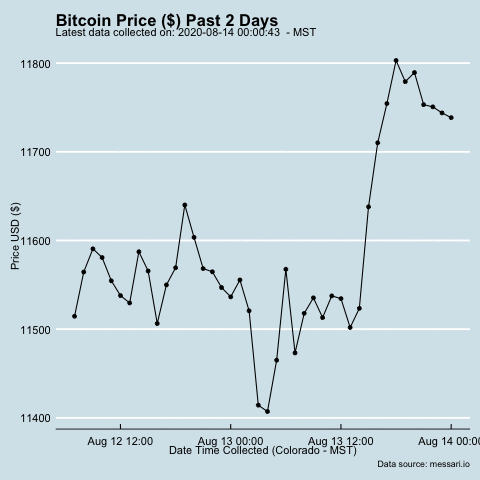 Bitcoin Price ($) Past 2 Days
Latest data collected on: 2020-08-14 00:00:43  - MST
11800
11700
11600
11500
11400
Price USD ($)
Aug 12 12:00 Aug 13 00:00 Aug 13 12:00 Aug 14 00:00
Date Time Collected (Colorado - MST)
Data source: messari.io